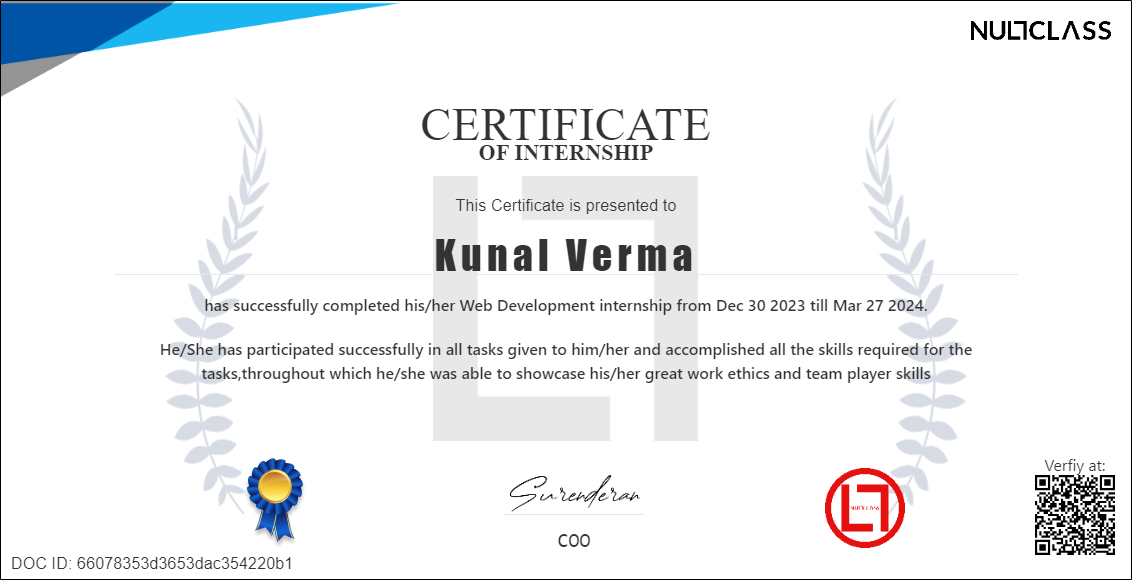 NULLCLASS
CERTIFICATE
OF INTERNSHIP
This Certificate is presented to
Kunal Verma
has successfully completed his/her Web Development internship from Dec 30 2023 till Mar 27 2024.
He/She has participated successfully in all tasks given to him/her and accomplished all the skills required for the
tasks,throughout which he/she was able to showcase his/her great work ethics and team player skills
Surenderan
COO
NULLCLASS
Verfiy at:
DOC ID: 66078353d3653dac354220b1